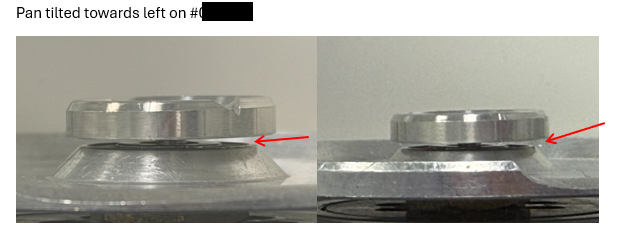 Pan tilted towards left on #